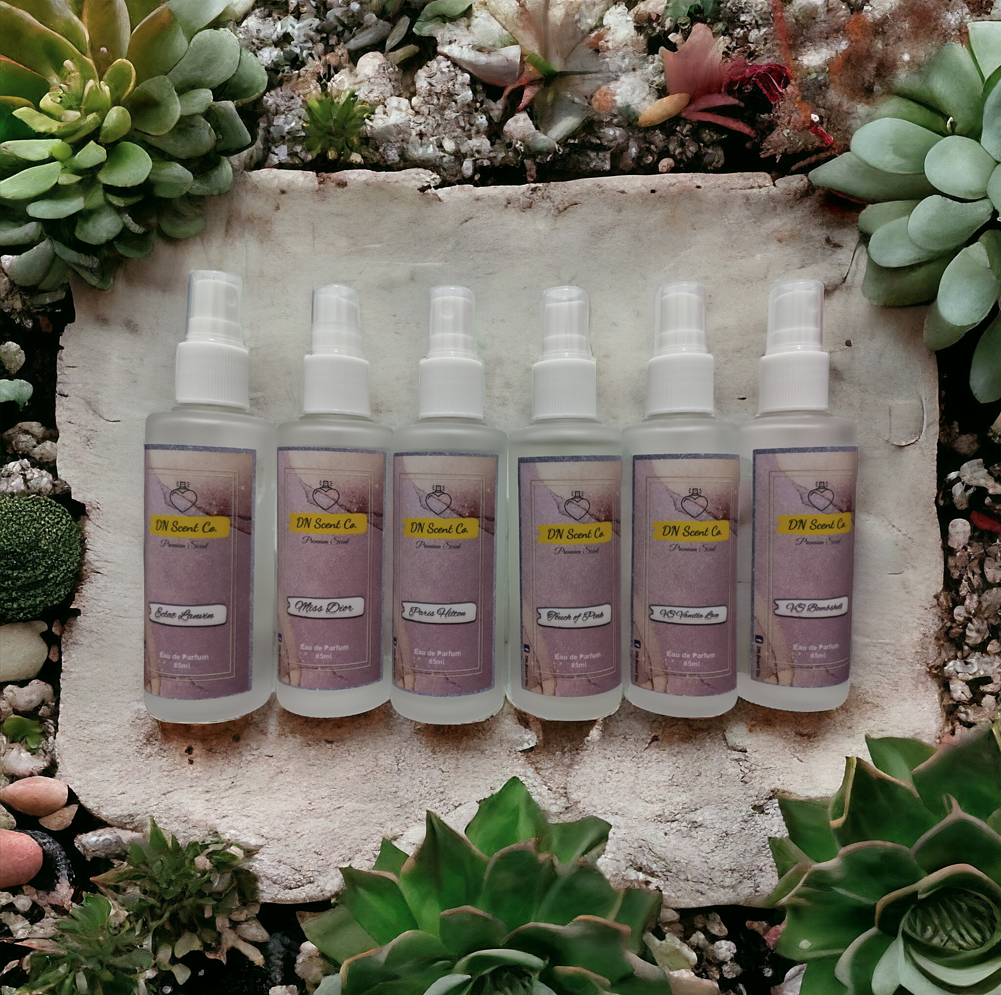 DN Scent Co.
Premium Scent
Eclat Lanvin
Eau de Parfum
85ml
DN Scent Co.
Premium Scent
Miss Dior
Eau de Parfum
85ml
DN Scent Co.
Premium Scent
Paris Hilton
Eau de Parfum
85ml
DN Scent Co.
Premium Scent
Touch of Pink
Eau de Parfum
85ml
DN Scent Co.
Premium Scent
VS Vanilla Lace
Eau de Parfum
85ml
DN Scent Co.
Premium Scent
VS Bombshell
Eau de Parfum
85ml